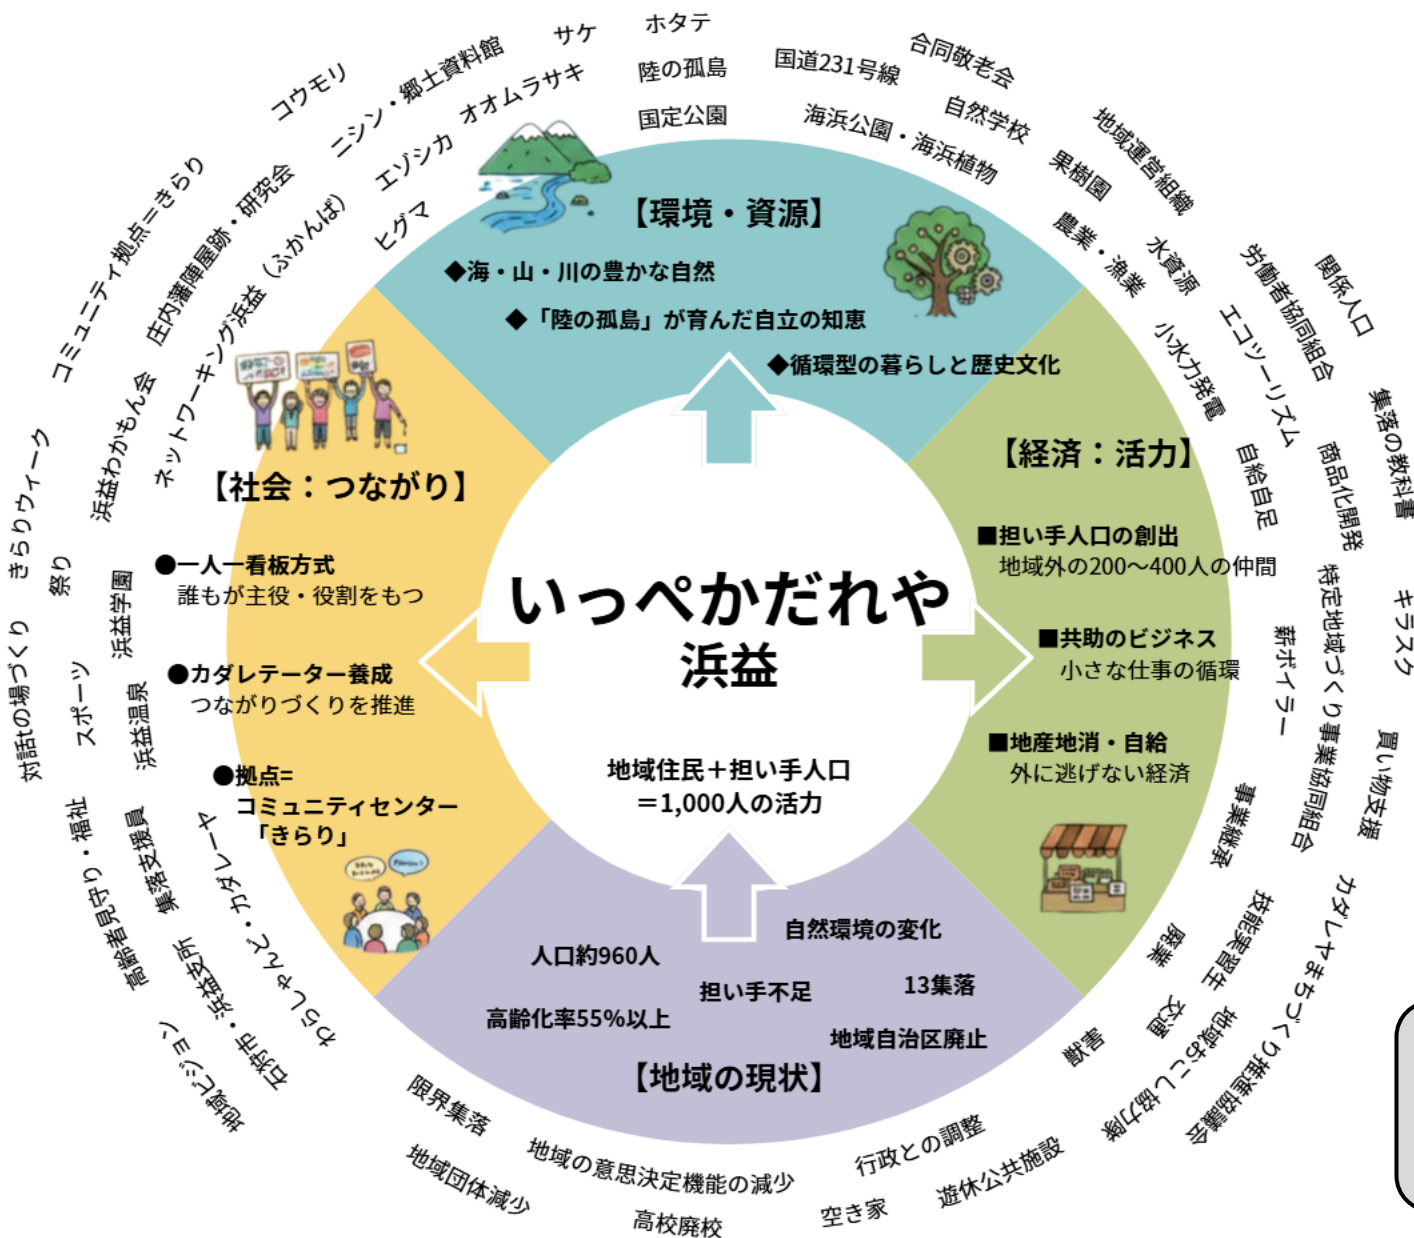 いっぺかだれや
浜益
地域住民＋担い手人口
＝1,000人の活力
【環境・資源】
◆海・山・川の豊かな自然
◆「陸の孤島」が育んだ自立の知恵
◆循環型の暮らしと歴史文化
【経済：活力】
■担い手人口の創出
地域外の200〜400人の仲間
■共助のビジネス
小さな仕事の循環
■地産地消・自給
外に逃げない経済
【地域の現状】
自然環境の変化
人口約960人
担い手不足
13集落
高齢化率55%以上
地域自治区廃止
【社会：つながり】
●一人一看板方式
誰もが主役・役割をもつ
●カダレテーター養成
つながりづくりを推進
●拠点=
コミュニティセンター
「きらり」
コウモリ
ニシン・郷土資料館
サケ
ホタテ
エゾシカ
オオムラサキ
陸の孤島
国道231号線
合同敬老会
ヒグマ
国定公園
海浜公園・海浜植物
自然学校
果樹園
地域運営組織
農業・漁業
水資源
労働者協同組合
関係人口
小水力発電
エコツーリズム
集落の教科書
自給自足
商品化開発
特定地域づくり事業協同組合
キラスク
薪ボイラー
買い物支援
事業継承
技能実習生
カダレヤまちづくり推進協議会
廃業
交通
地域おこし協力隊
行政との調整
遊休公共施設
空き家
地域の意思決定機能の減少
高校廃校
限界集落
地域団体減少
コミュニティ拠点＝きらり
庄内藩陣屋跡・研究会
ネットワーキング浜益（ふかんば）
浜益わかもん会
きらりウィーク
祭り
浜益学園
対話tの場づくり
スポーツ
浜益温泉
高齢者見守り・福祉
集落支援員
わらしゃんど・カダレーヤ
石狩市・浜益支所
地域ビジョン